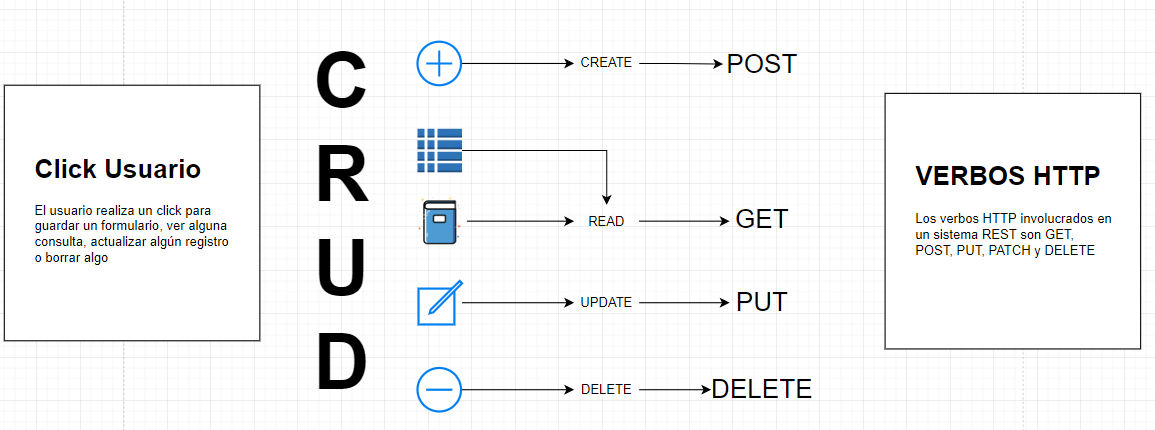 Click Usuario
El usuario realiza un click para
guardar un formulario, ver alguna
consulta, actualizar algún registro
o borrar algo
C
R
U
D
CREATE
POST
READ
GET
UPDATE
PUT
DELETE
DELETE
VERBOS HTTP
Los verbos HTTP involucrados en
un sistema REST son GET,
POST, PUT, PATCH y DELETE